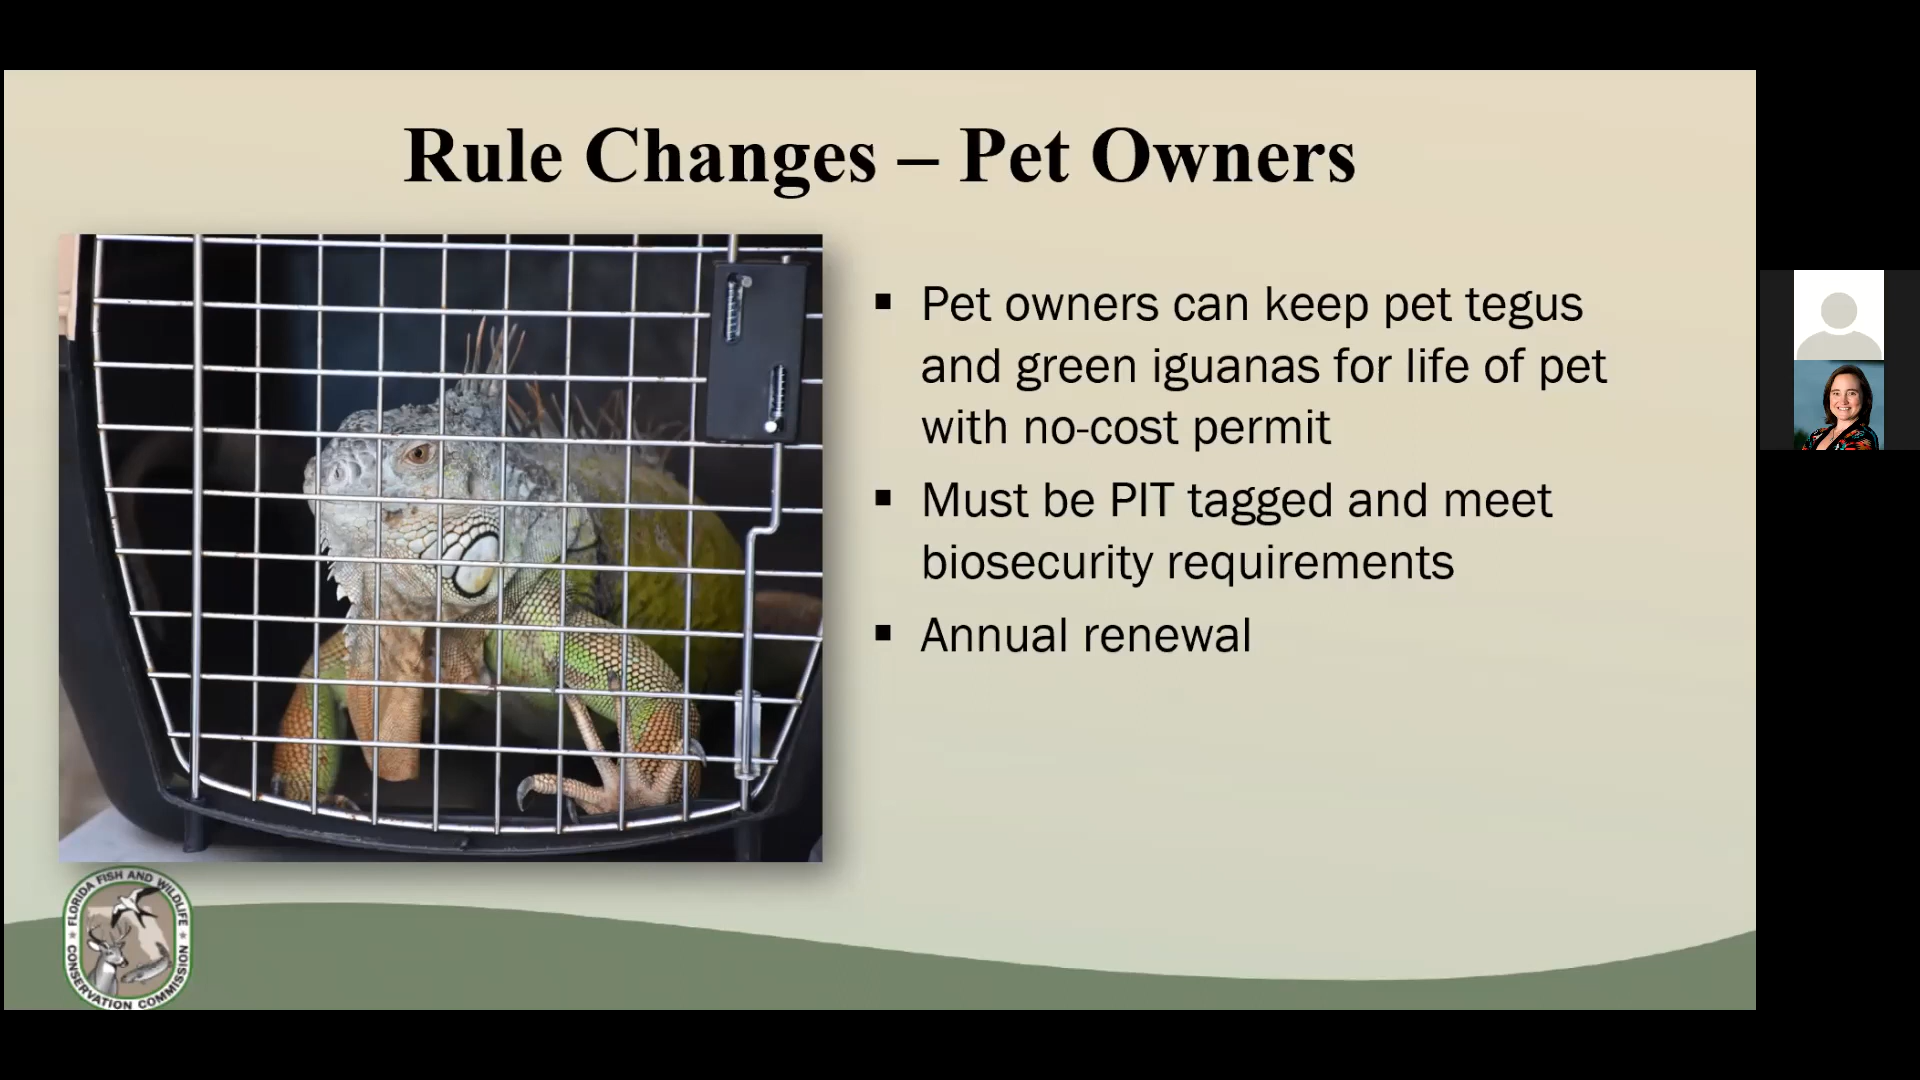 Rule Changes – Pet Owners
▪ Pet owners can keep pet tegus
and green iguanas for life of pet
with no-cost permit
▪ Must be PIT tagged and meet
biosecurity requirements
▪ Annual renewal
FLORIDA FISH AND WILDLIFE
CONSERVATION COMMISSION